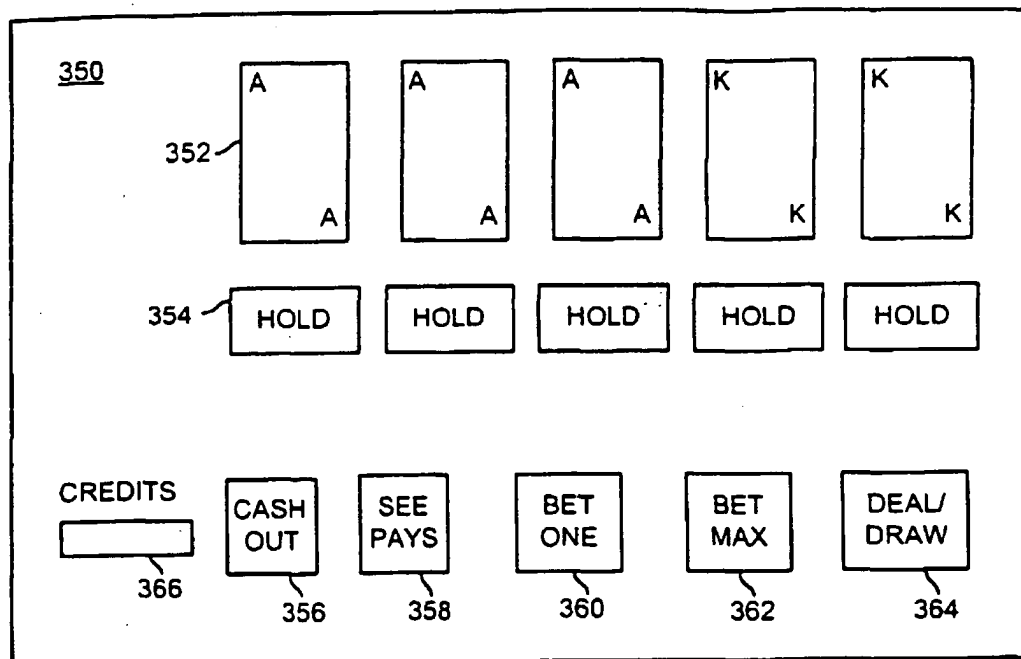 350
A A A K K
352
A A A K K
354
HOLD HOLD HOLD HOLD HOLD
CREDITS
CASH OUT
SEE PAYS
BET ONE
BET MAX
DEAL/ DRAW
366
356
358
360
362
364